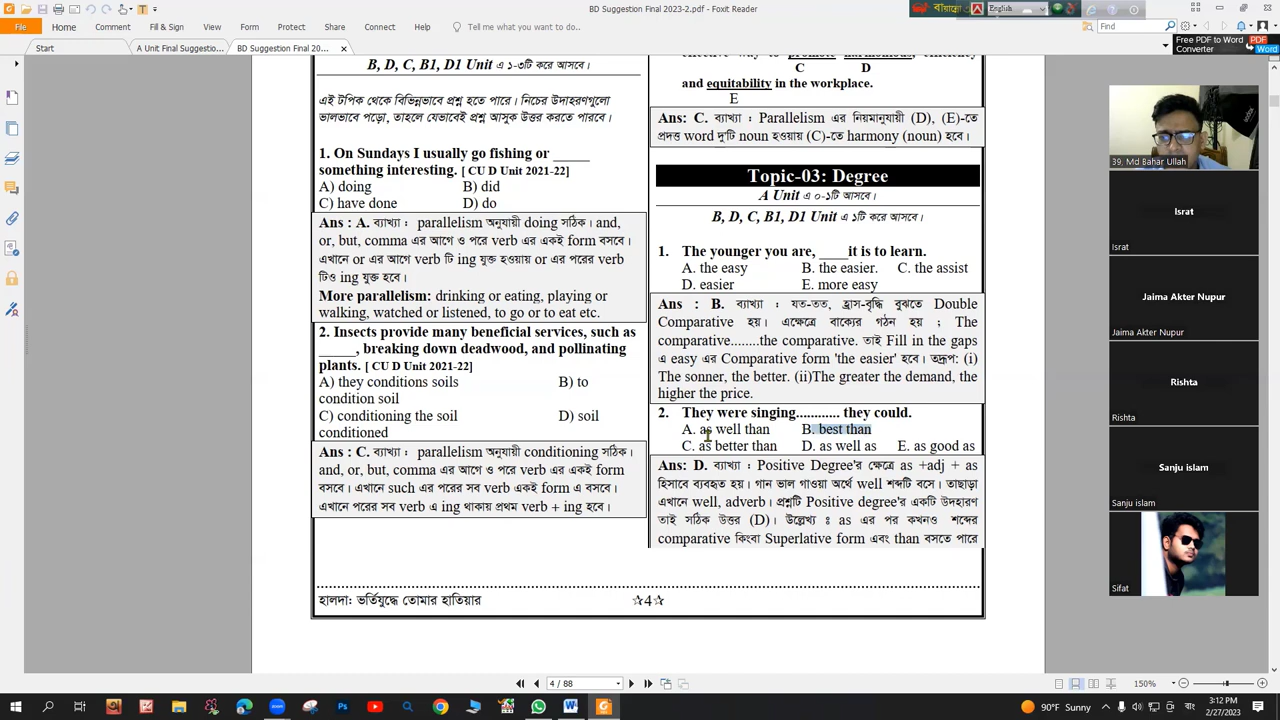 BD Suggestion Final 2023-2.pdf - Foxit Reader
বাংলায়
English
File
Home
Comment
Fill & Sign
View
Form
Protect
Share
Connect
Help
Tell me what you want to do...
Find
Start
A Unit Final Suggestio...
BD Suggestion Final 20...
Free PDF to Word
Converter
PDF
Word
B, D, C, B1, D1 Unit এ ১-৩টি করে আসবে।
এই টপিক থেকে বিভিন্নভাবে প্রশ্ন হতে পারে। নিচের উদাহরণগুলো
ভালভাবে পড়ো, তাহলে যেভাবেই প্রশ্ন আসুক উত্তর করতে পারবে।
1. On Sundays I usually go fishing or _____
something interesting. [ CU D Unit 2021-22]
A) doing B) did
C) have done D) do
Ans : A. ব্যাখ্যা : parallelism অনুযায়ী doing সঠিক। and,
or, but, comma এর আগে ও পরে verb এর একই form বসবে।
এখানে or এর আগে verb টি ing যুক্ত হওয়ায় or এর পরের verb
টিও ing যুক্ত হবে।
More parallelism: drinking or eating, playing or
walking, watched or listened, to go or to eat etc.
2. Insects provide many beneficial services, such as
_____, breaking down deadwood, and pollinating
plants. [ CU D Unit 2021-22]
A) they conditions soils B) to
condition soil
C) conditioning the soil D) soil
conditioned
Ans : C. ব্যাখ্যা : parallelism অনুযায়ী conditioning সঠিক।
and, or, but, comma এর আগে ও পরে verb এর একই form
বসবে। এখানে such এর পরের সব verb একই form এ বসবে।
এখানে পরের সব verb এ ing থাকায় প্রথম verb + ing হবে।
C D
and equitability in the workplace.
E
Ans: C. ব্যাখ্যা : Parallelism এর নিয়মানুযায়ী (D), (E)-তে
প্রদত্ত word দু'টি noun হওয়ায় (C)-তে harmony (noun) হবে।
Topic-03: Degree
A Unit এ ০-১টি আসবে।
B, D, C, B1, D1 Unit এ ১টি করে আসবে।
1. The younger you are, ____it is to learn.
A. the easy B. the easier. C. the assist
D. easier E. more easy
Ans : B. ব্যাখ্যা : যত-তত, হ্রাস-বৃদ্ধি বুঝতে Double
Comparative হয়। এক্ষেত্রে বাক্যের গঠন হয় ; The
comparative........the comparative. তাই Fill in the gaps
এ easy এর Comparative form 'the easier' হবে। তদ্রূপ: (i)
The sonner, the better. (ii)The greater the demand, the
higher the price.
2. They were singing............ they could.
A. as well than B. best than
C. as better than D. as well as E. as good as
Ans: D. ব্যাখ্যা : Positive Degree'র ক্ষেত্রে as +adj + as
হিসাবে ব্যবহৃত হয়। গান ভাল গাওয়া অর্থে well শব্দটি বসে। তাছাড়া
এখানে well, adverb। প্রশ্নটি Positive degree'র একটি উদহারণ
তাই সঠিক উত্তর (D)। উল্লেখ্য ঃ as এর পর কখনও শব্দের
comparative কিংবা Superlative form এবং than বসতে পারে
হালদা: ভর্তিযুদ্ধে তোমার হাতিয়ার ☆4☆
39, Md Bahar Ullah
Israt
Israt
Jaima Akter Nupur
Jaima Akter Nupur
Rishta
Rishta
Sanju islam
Sanju islam
Sifat
4 / 88
150%
90°F Sunny
3:12 PM
2/27/2023